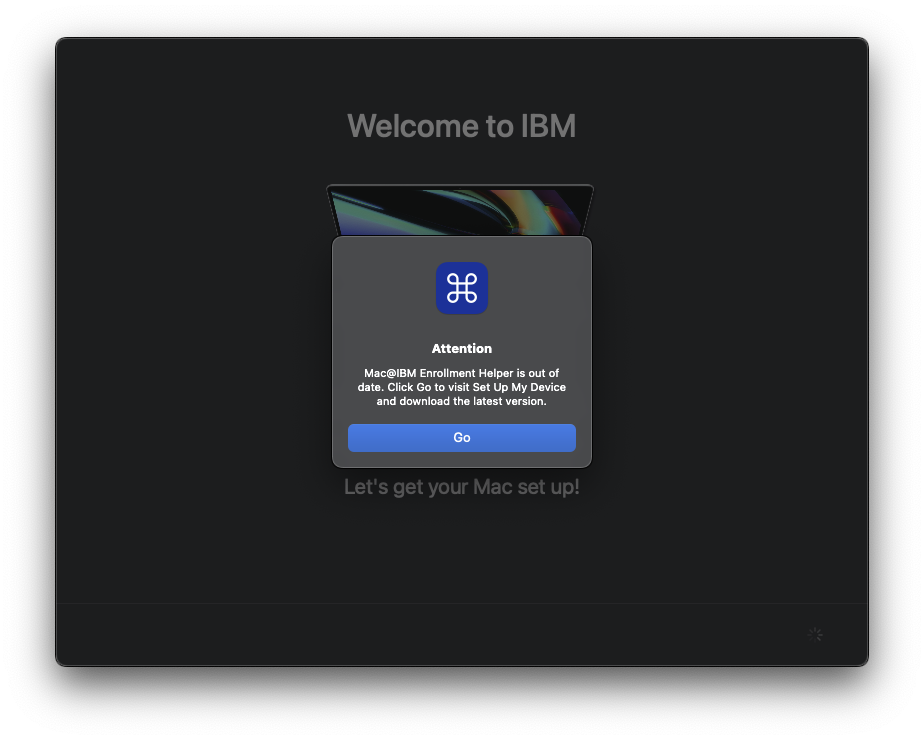 Welcome to IBM
Attention
Mac@IBM Enrollment Helper is out of
date. Click Go to visit Set Up My Device
and download the latest version.
Go
Let's get your Mac set up!